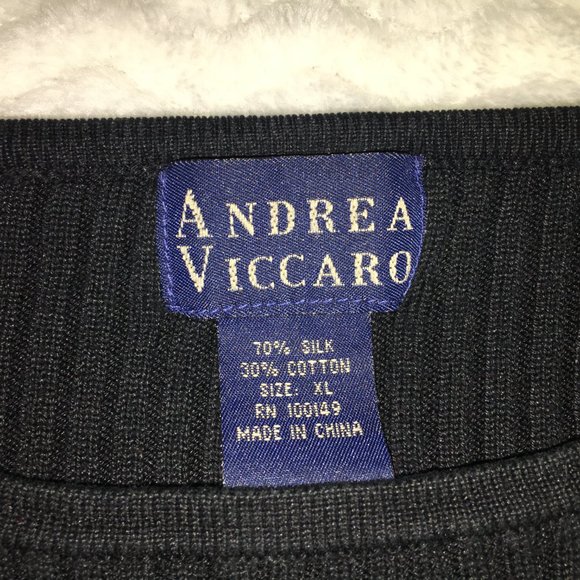 ANDREA
VICCARO
70% SILK
30% COTTON
SIZE: XL
RN 100149
MADE IN CHINA